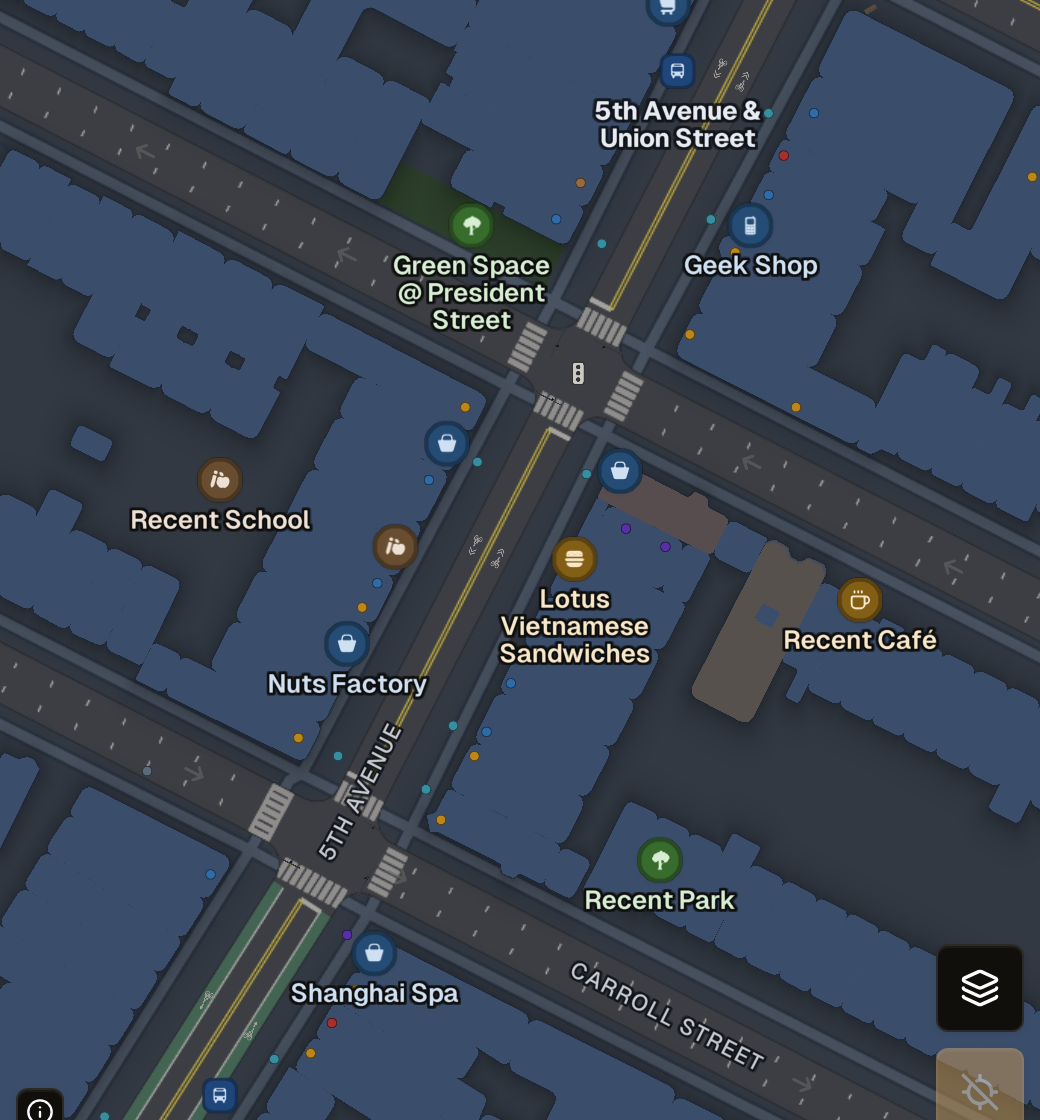 5th Avenue &
Union Street
Green Space
@ President
Street
Geek Shop
Recent School
Lotus
Vietnamese
Sandwiches
Recent Café
Nuts Factory
5TH AVENUE
Recent Park
Shanghai Spa
CARROLL STREET